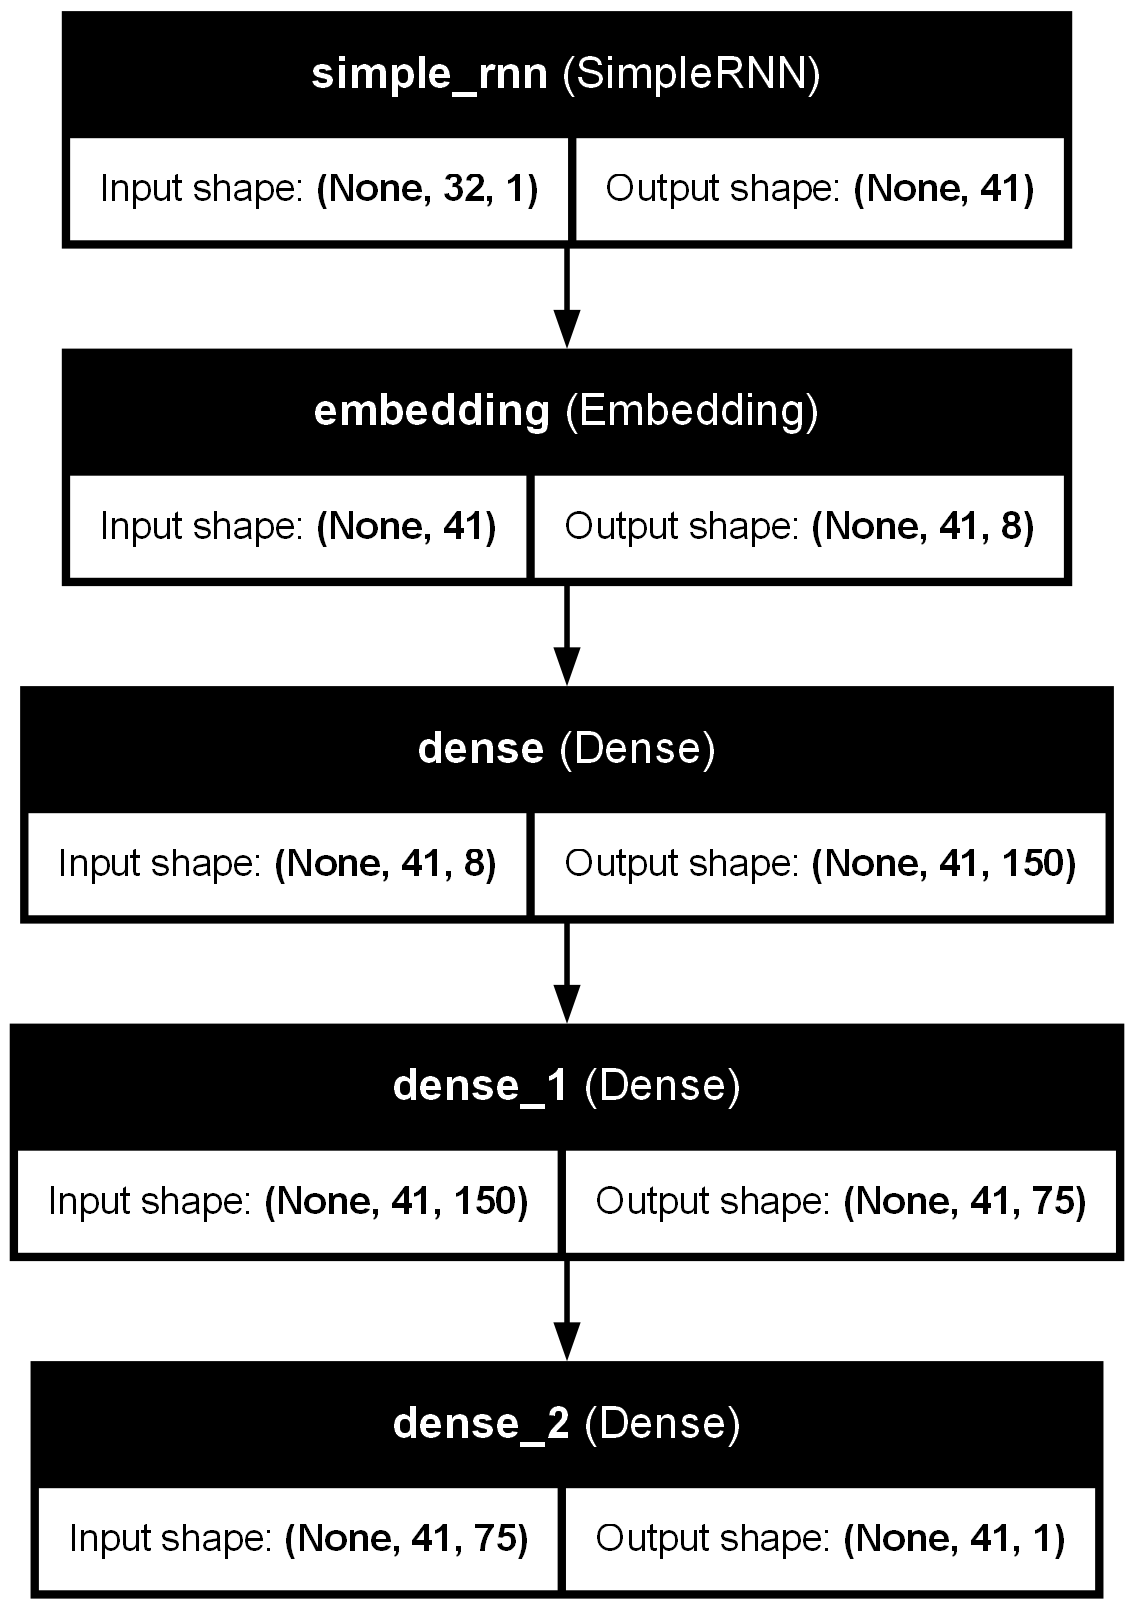 simple_rnn (SimpleRNN)
Input shape: (None, 32, 1) Output shape: (None, 41)
embedding (Embedding)
Input shape: (None, 41) Output shape: (None, 41, 8)
dense (Dense)
Input shape: (None, 41, 8) Output shape: (None, 41, 150)
dense_1 (Dense)
Input shape: (None, 41, 150) Output shape: (None, 41, 75)
dense_2 (Dense)
Input shape: (None, 41, 75) Output shape: (None, 41, 1)